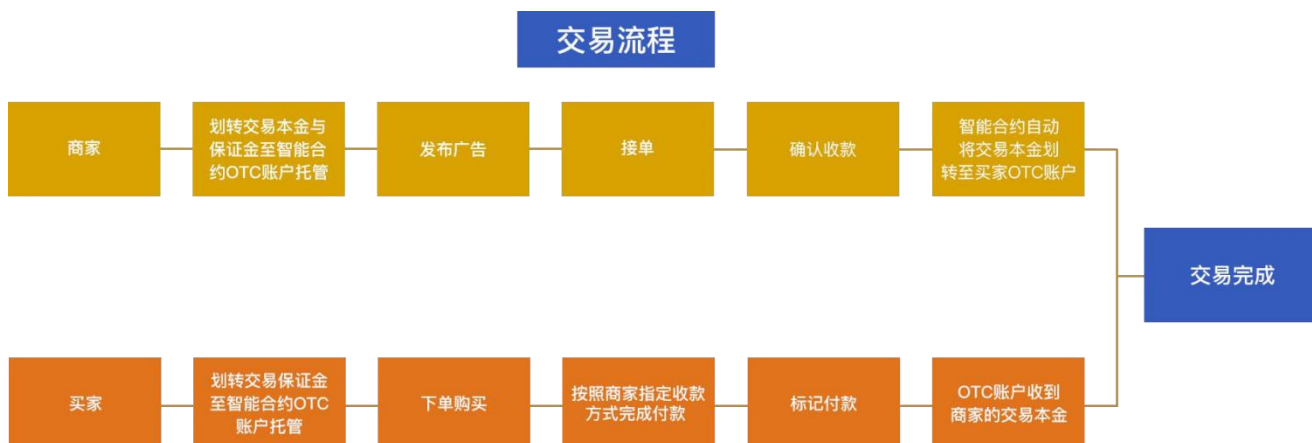 交易流程
商家
划转交易本金与
保证金至智能合
约OTC账户托管
发布广告
接单
确认收款
智能合约自动
将交易本金划
转至买家OTC账户
交易完成
买家
划转交易保证金
至智能合约OTC
账户托管
下单购买
按照商家指定收款
方式完成付款
标记付款
OTC账户收到
商家的交易本金